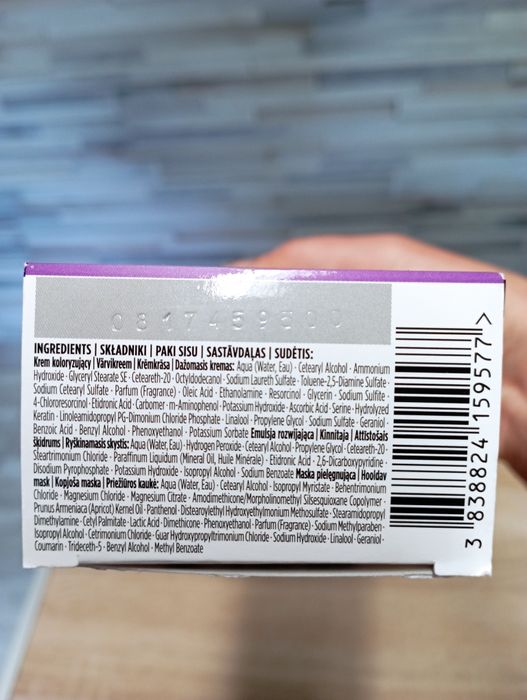 INGREDIENTS | SKŁADNIKI | PAKI SISU | SASTĀVDAĻAS | SUDĖTIS:
Krem koloryzujący | Värvikreem | Krēmkrāsa | Dažomasis kremas: Aqua (Water, Eau) · Cetearyl Alcohol · Ammonium
Hydroxide · Glyceryl Stearate SE · Ceteareth-20 · Octyldodecanol · Sodium Laureth Sulfate · Toluene-2,5-Diamine Sulfate ·
Sodium Cetearyl Sulfate · Parfum (Fragrance) · Oleic Acid · Ethanolamine · Resorcinol · Glycerin · Sodium Sulfite ·
4-Chlororesorcinol · Etidronic Acid · Carbomer · m-Aminophenol · Potassium Hydroxide · Ascorbic Acid · Serine · Hydrolyzed
Keratin · Linoleamidopropyl PG-Dimonium Chloride Phosphate · Linalool · Propylene Glycol · Sodium Sulfate · Geraniol ·
Benzoic Acid · Benzyl Alcohol · Phenoxyethanol · Potassium Sorbate Emulsja rozwijająca | Kinnitaja | Attīstošais
šķidrums | Ryškinamasis skystis: Aqua (Water, Eau) · Hydrogen Peroxide · Cetearyl Alcohol · Propylene Glycol · Ceteareth-20 ·
Steartrimonium Chloride · Paraffinum Liquidum (Mineral Oil, Huile Minérale) · Etidronic Acid · 2,6-Dicarboxypyridine ·
Disodium Pyrophosphate · Potassium Hydroxide · Isopropyl Alcohol · Sodium Benzoate Maska pielęgnująca | Hooldav
mask | Kopjoša maska | Priežiūros kaukė: Aqua (Water, Eau) · Cetearyl Alcohol · Isopropyl Myristate · Behentrimonium
Chloride · Magnesium Chloride · Magnesium Citrate · Amodimethicone/Morpholinomethyl Silsesquioxane Copolymer ·
Prunus Armeniaca (Apricot) Kernel Oil · Panthenol · Distearoylethyl Hydroxyethylmonium Methosulfate · Stearamidopropyl
Dimethylamine · Cetyl Palmitate · Lactic Acid · Dimethicone · Phenoxyethanol · Parfum (Fragrance) · Sodium Methylparaben ·
Isopropyl Alcohol · Cetrimonium Chloride · Guar Hydroxypropyltrimonium Chloride · Sodium Hydroxide · Linalool · Geraniol ·
Coumarin · Trideceth-5 · Benzyl Alcohol · Methyl Benzoate
3 838824 159577 >